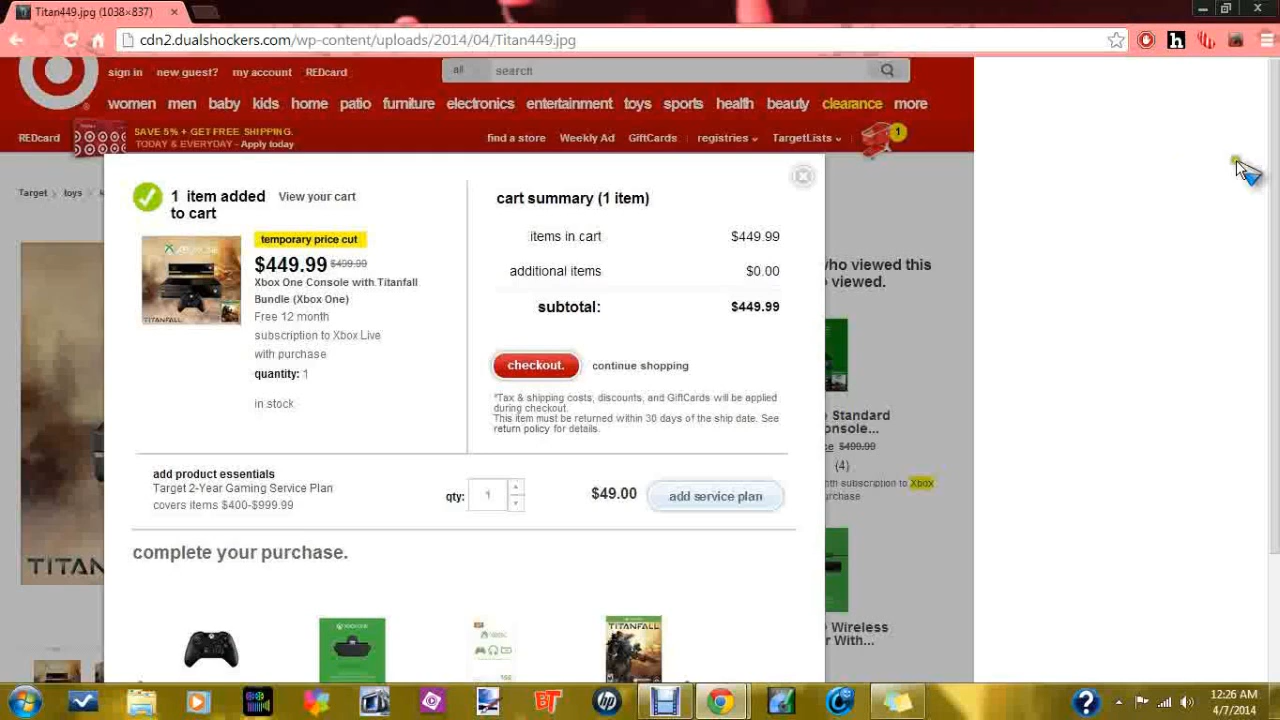 Titan449.jpg (1038×837)
cdn2.dualshockers.com/wp-content/uploads/2014/04/Titan449.jpg
sign in new guest? my account REDcard
all search
women men baby kids home patio furniture electronics entertainment toys sports health beauty clearance more
REDcard
SAVE 5% + GET FREE SHIPPING.
TODAY & EVERYDAY - Apply today
find a store Weekly Ad GiftCards registries TargetLists 1
Target toys
1 item added
to cart
View your cart
temporary price cut
$449.99 $499.99
Xbox One Console with Titanfall
Bundle (Xbox One)
Free 12 month
subscription to Xbox Live
with purchase
quantity: 1
in stock
TITANFALL
cart summary (1 item)
items in cart $449.99
additional items $0.00
subtotal: $449.99
checkout. continue shopping
*Tax & shipping costs, discounts, and GiftCards will be applied
during checkout.
This item must be returned within 30 days of the ship date. See
return policy for details.
who viewed this
viewed.
Standard
$499.99
(4)
subscription to Xbox
Wireless
With...
add product essentials
Target 2-Year Gaming Service Plan
covers items $400-$999.99
qty: 1
$49.00 add service plan
TITAN
complete your purchase.
XBOX ONE
XBOX
TITANFALL
BT
hp
12:26 AM
4/7/2014